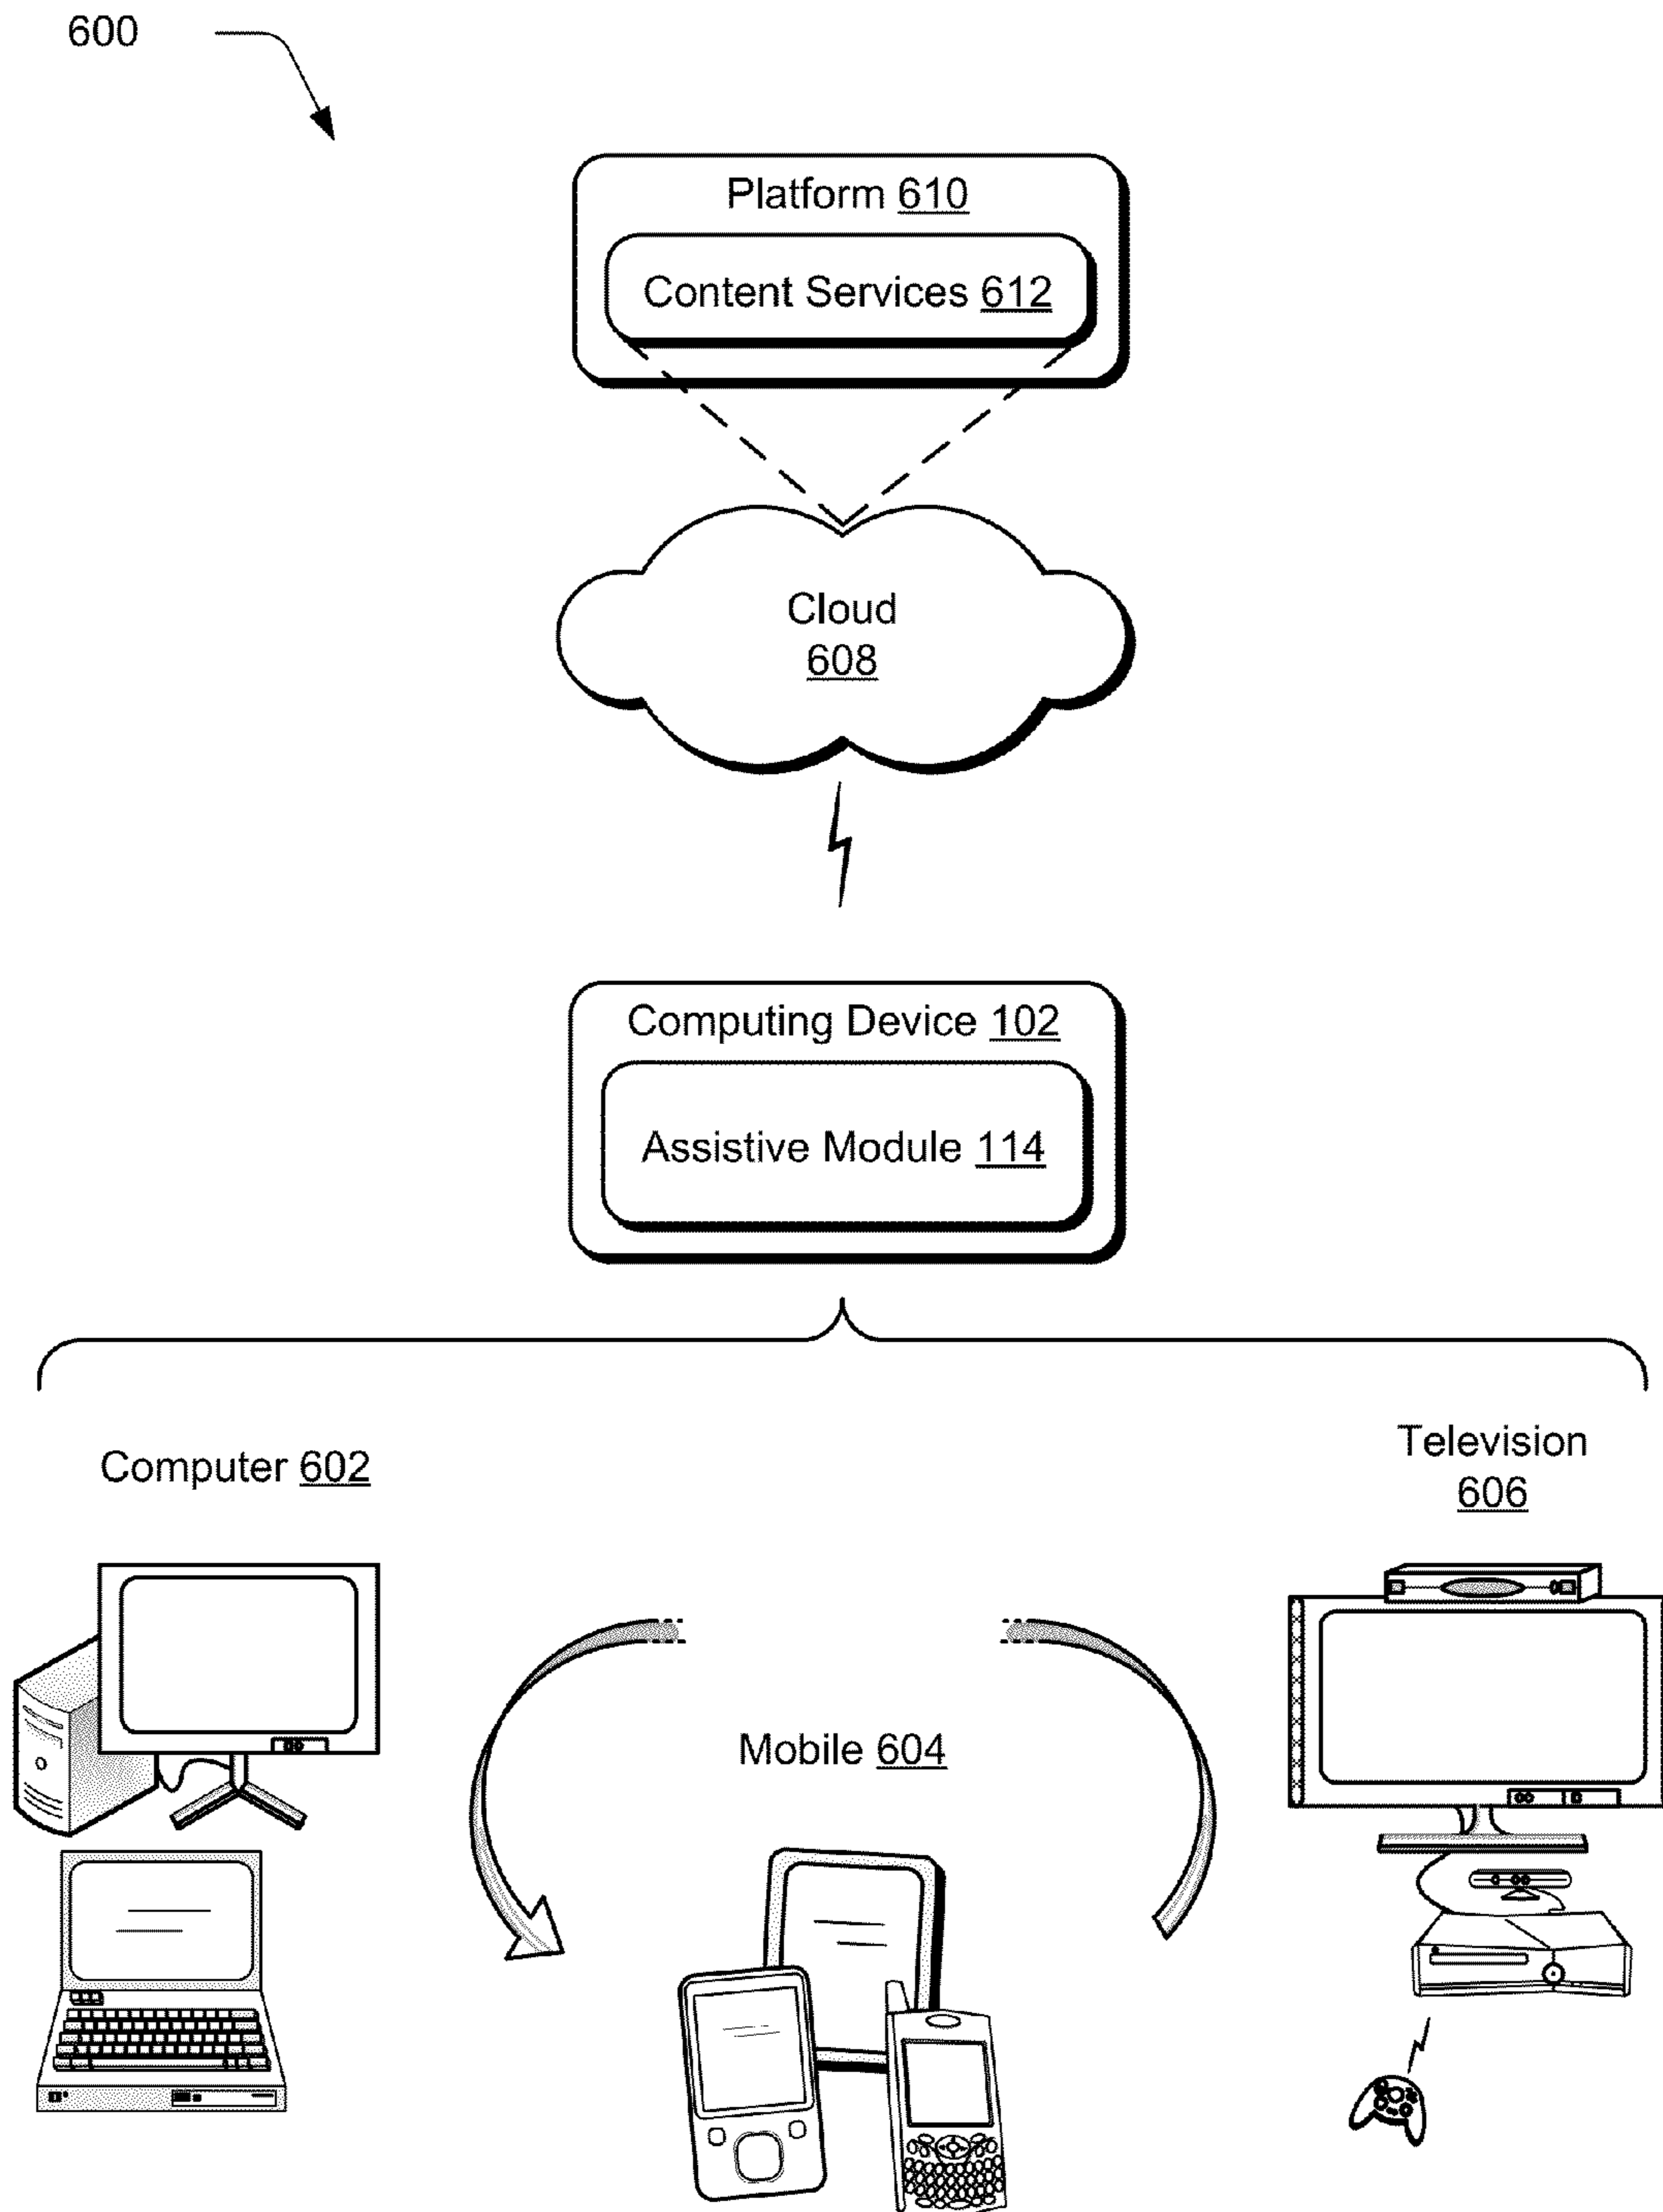 600
Platform 610
Content Services 612
Cloud
608
Computing Device 102
Assistive Module 114
Computer 602
Television
606
Mobile 604